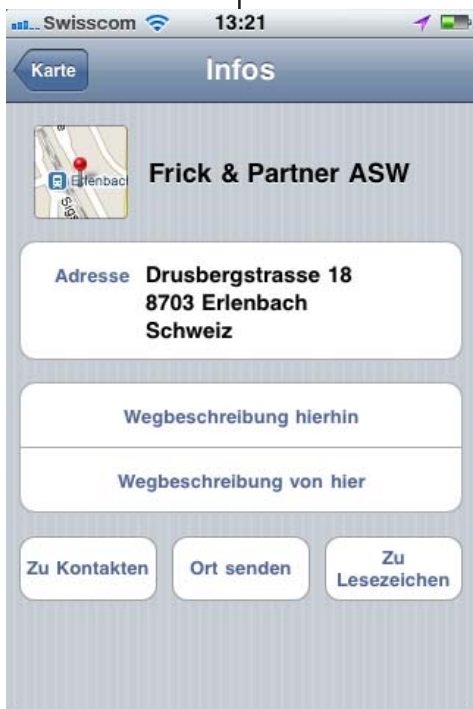 Swisscom 13:21
Karte Infos
Erlenbac
Frick & Partner ASW
Adresse Drusbergstrasse 18
8703 Erlenbach
Schweiz
Wegbeschreibung hierhin
Wegbeschreibung von hier
Zu Kontakten Ort senden Zu
Lesezeichen